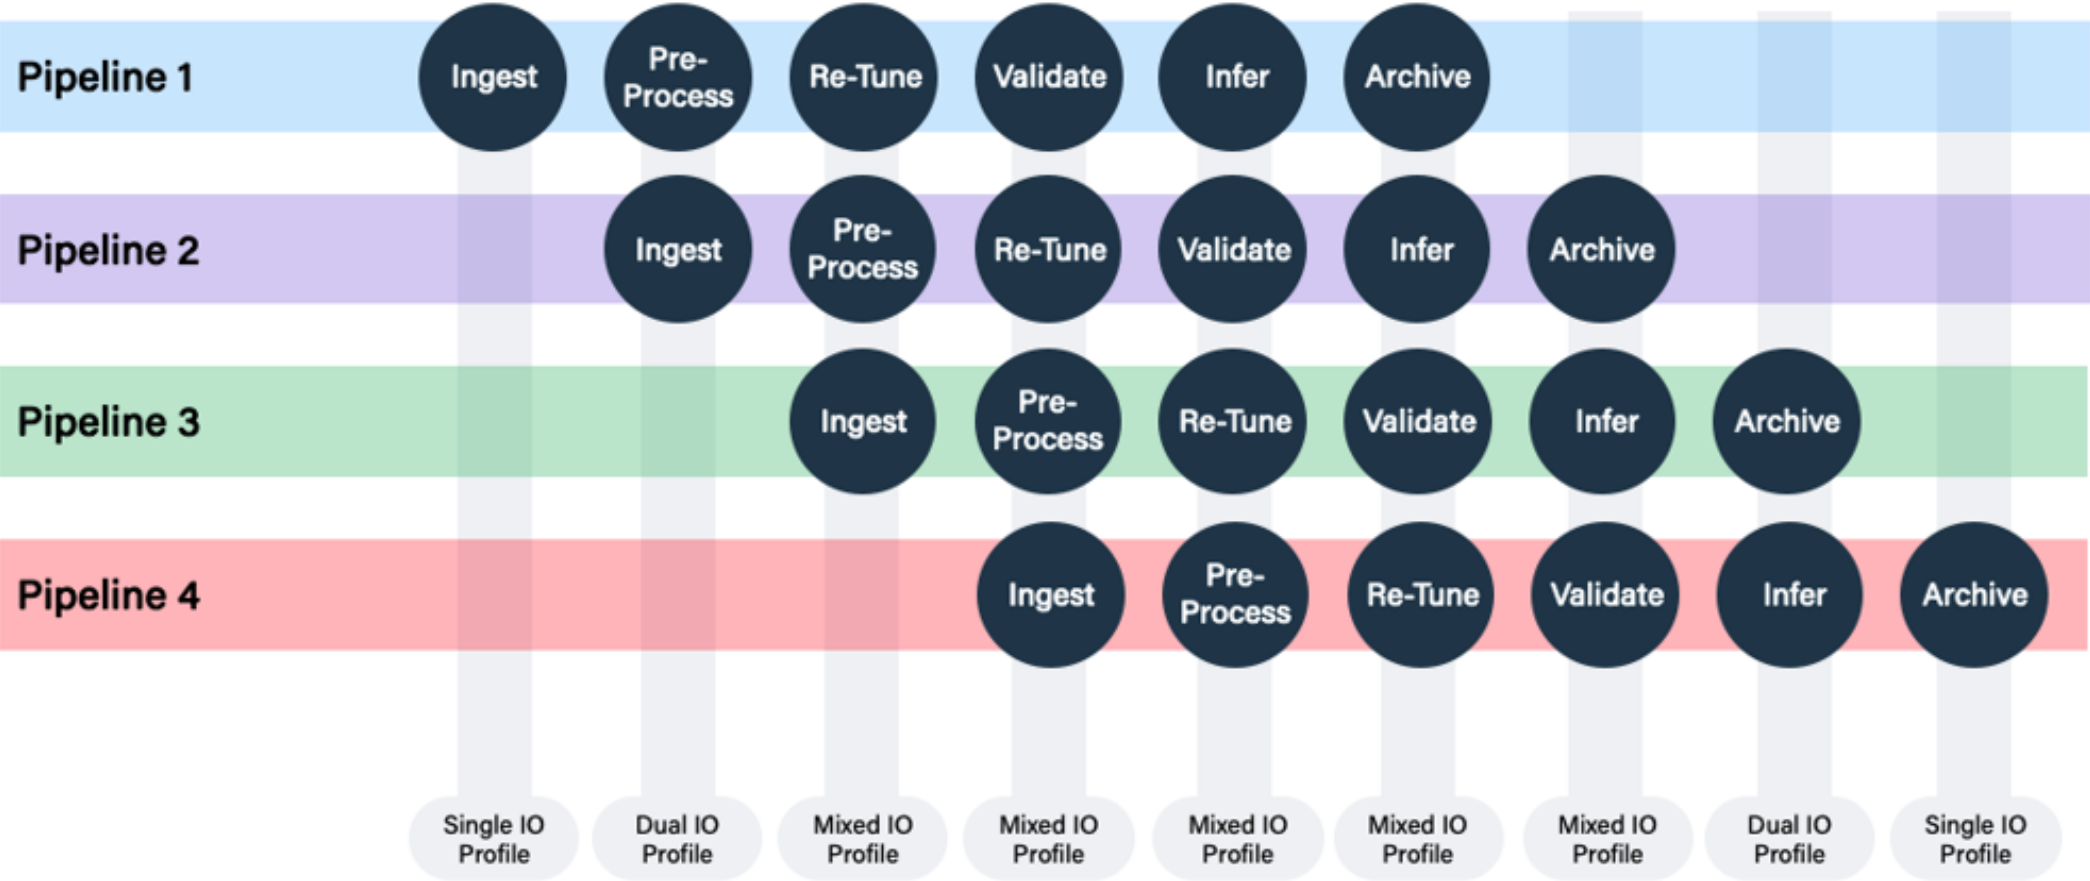 Pipeline 1
Ingest
Pre-
Process
Re-Tune
Validate
Infer
Archive
Pipeline 2
Ingest
Pre-
Process
Re-Tune
Validate
Infer
Archive
Pipeline 3
Ingest
Pre-
Process
Re-Tune
Validate
Infer
Archive
Pipeline 4
Ingest
Pre-
Process
Re-Tune
Validate
Infer
Archive
Single IO
Profile
Dual IO
Profile
Mixed IO
Profile
Mixed IO
Profile
Mixed IO
Profile
Mixed IO
Profile
Mixed IO
Profile
Dual IO
Profile
Single IO
Profile